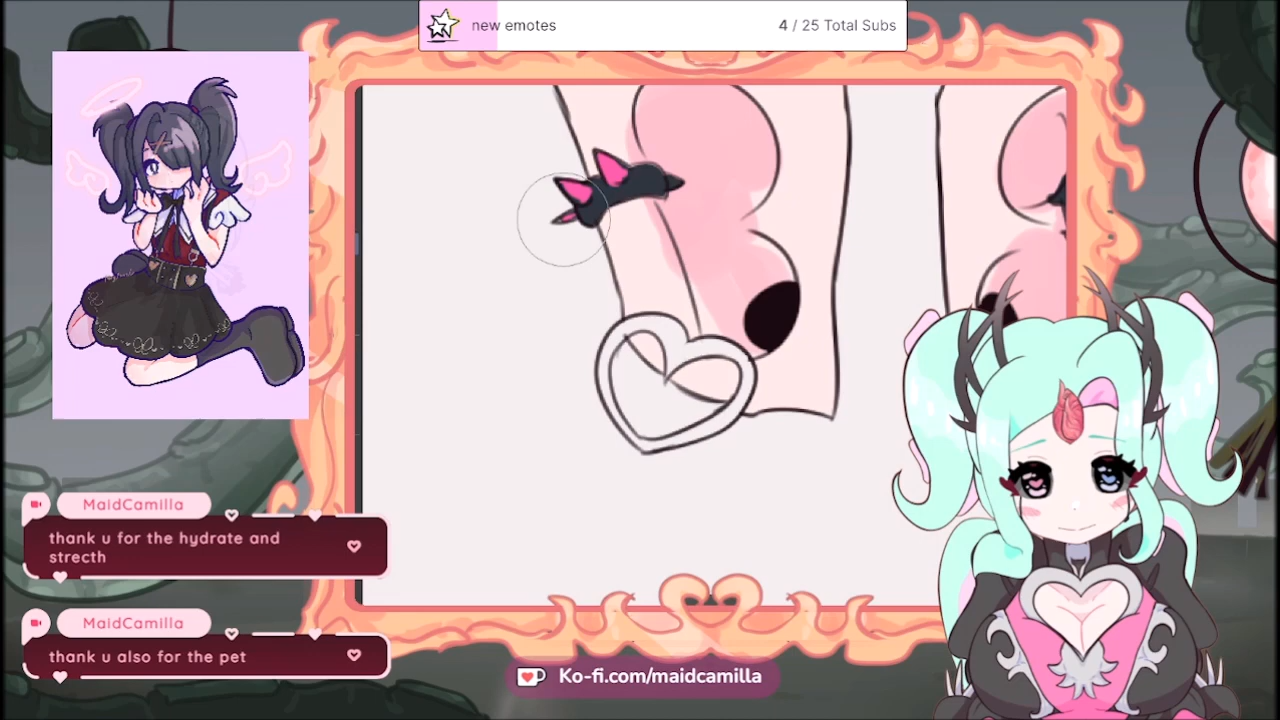 new emotes
4 / 25 Total Subs
MaidCamilla
thank u for the hydrate and
strecth
MaidCamilla
thank u also for the pet
Ko-fi.com/maidcamilla